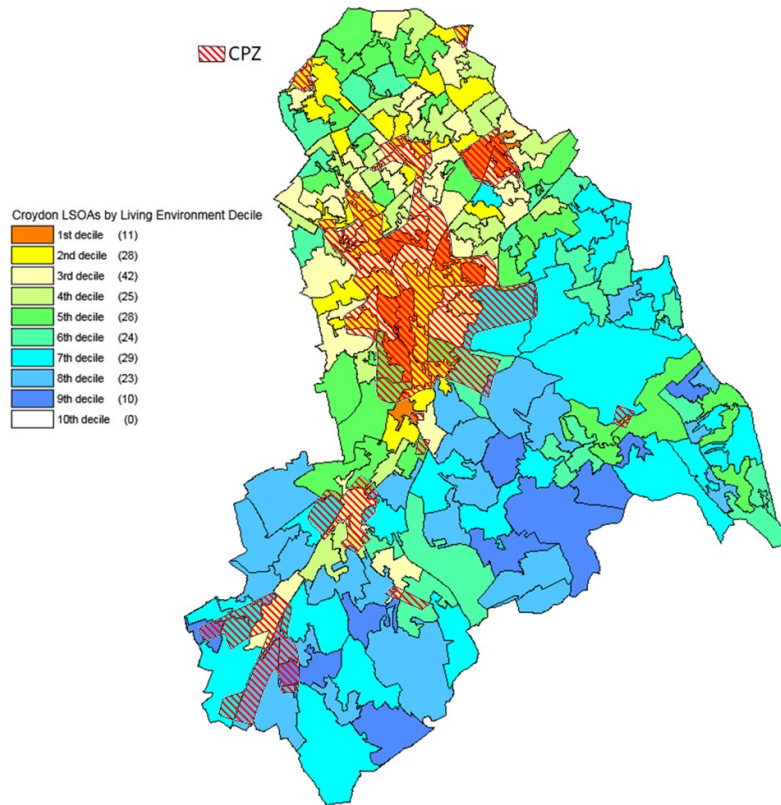 CPZ
Croydon LSOAs by Living Environment Decile
1st decile (11)
2nd decile (28)
3rd decile (42)
4th decile (25)
5th decile (28)
6th decile (24)
7th decile (29)
8th decile (23)
9th decile (10)
10th decile (0)